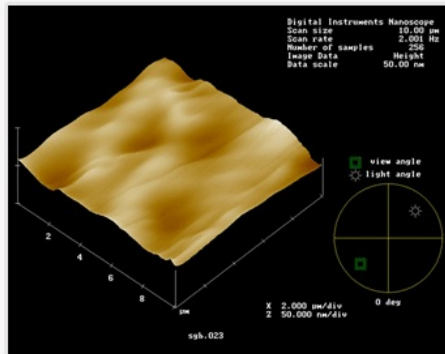 Digital Instruments Nanoscope
Scan size 10.00 µm
Scan rate 2.001 Hz
Number of samples 256
Image Data Height
Data scale 50.00 nm
view angle
light angle
2
4
6
8
µm
0 deg
X 2.000 µm/div
Z 50.000 nm/div
sgb.023